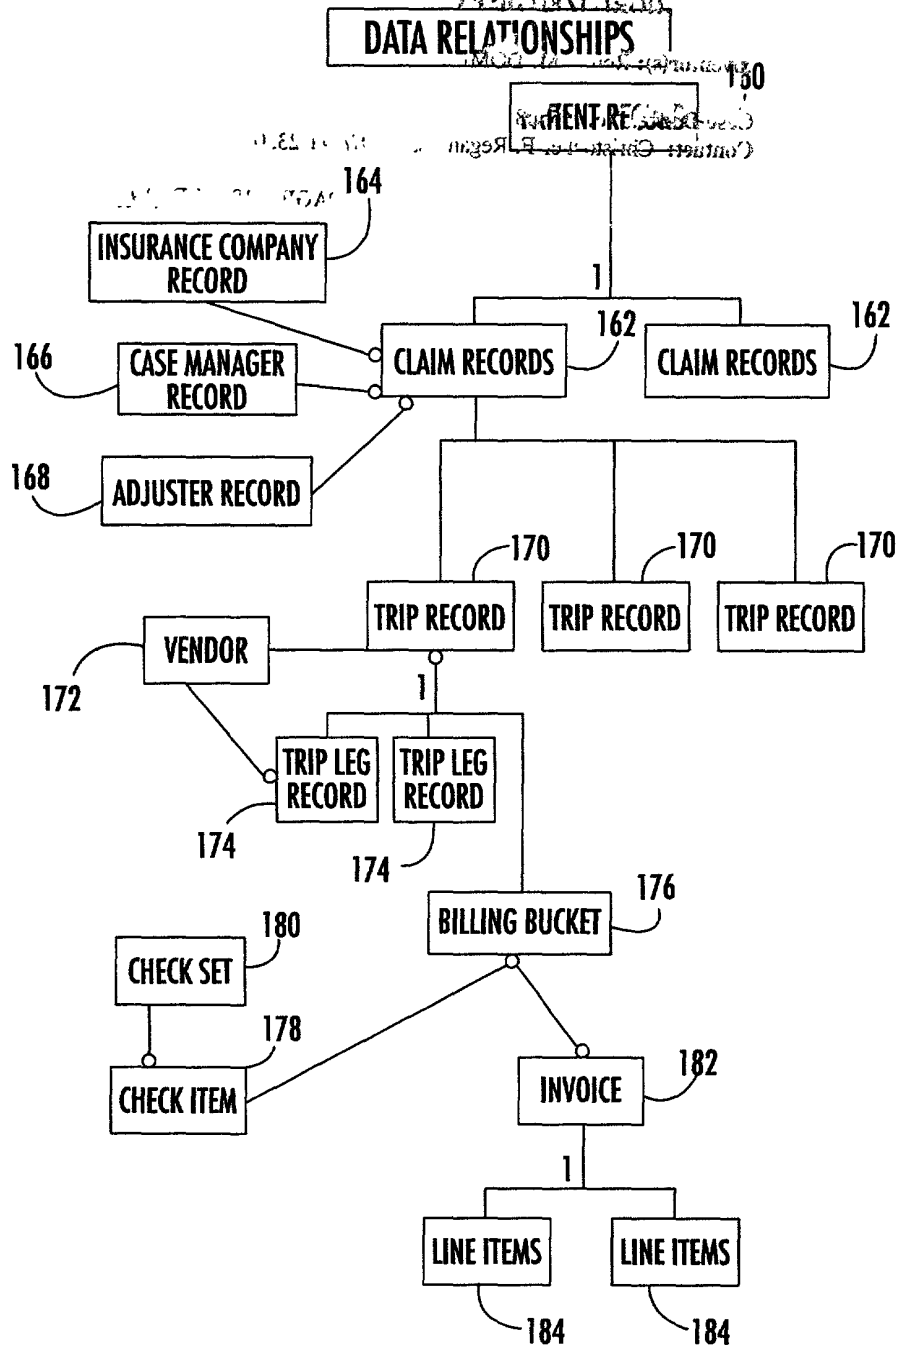 DATA RELATIONSHIPS
160
164
INSURANCE COMPANY
RECORD
1
162
162
CLAIM RECORDS
CLAIM RECORDS
166
CASE MANAGER
RECORD
168
ADJUSTER RECORD
170
170
170
TRIP RECORD
TRIP RECORD
TRIP RECORD
VENDOR
172
1
TRIP LEG
RECORD
TRIP LEG
RECORD
174
174
176
BILLING BUCKET
180
CHECK SET
178
CHECK ITEM
182
INVOICE
1
LINE ITEMS
LINE ITEMS
184
184